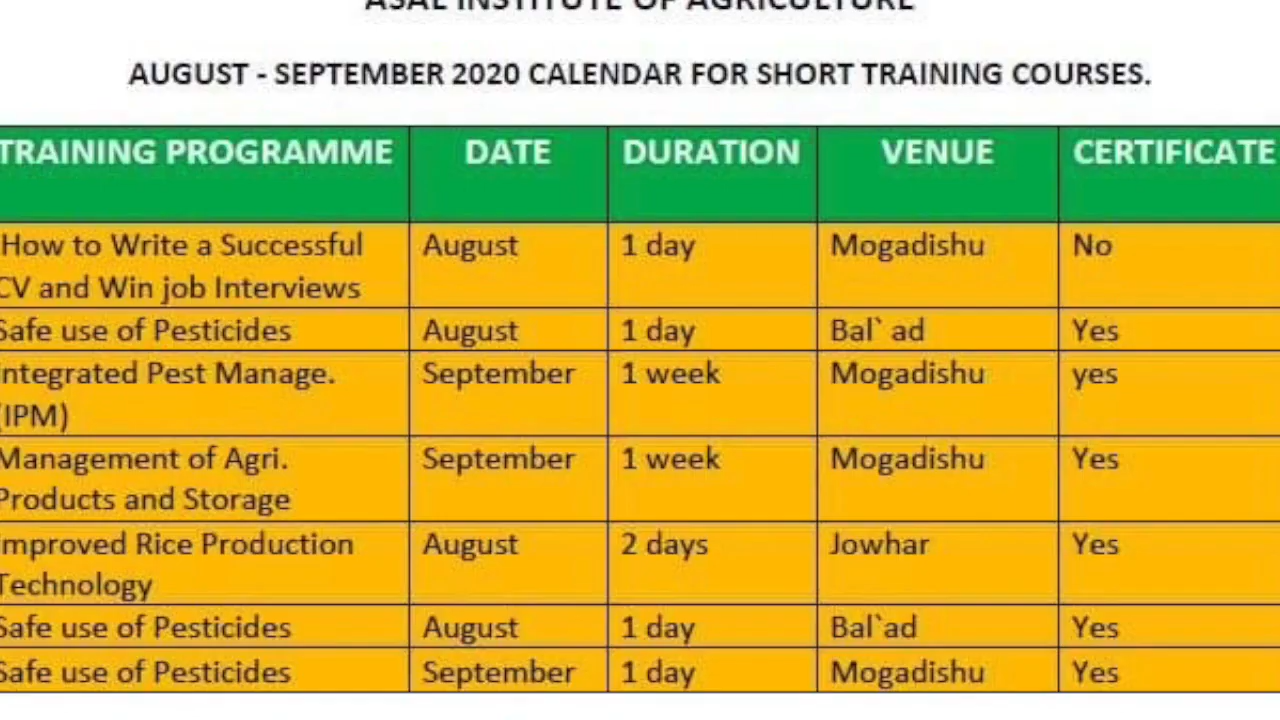 ASAL INSTITUTE OF AGRICULTURE
AUGUST - SEPTEMBER 2020 CALENDAR FOR SHORT TRAINING COURSES.
TRAINING PROGRAMME DATE DURATION VENUE CERTIFICATE
How to Write a Successful August 1 day Mogadishu No
CV and Win job Interviews
Safe use of Pesticides August 1 day Bal` ad Yes
Integrated Pest Manage. September 1 week Mogadishu yes
(IPM)
Management of Agri. September 1 week Mogadishu Yes
Products and Storage
Improved Rice Production August 2 days Jowhar Yes
Technology
Safe use of Pesticides August 1 day Bal`ad Yes
Safe use of Pesticides September 1 day Mogadishu Yes